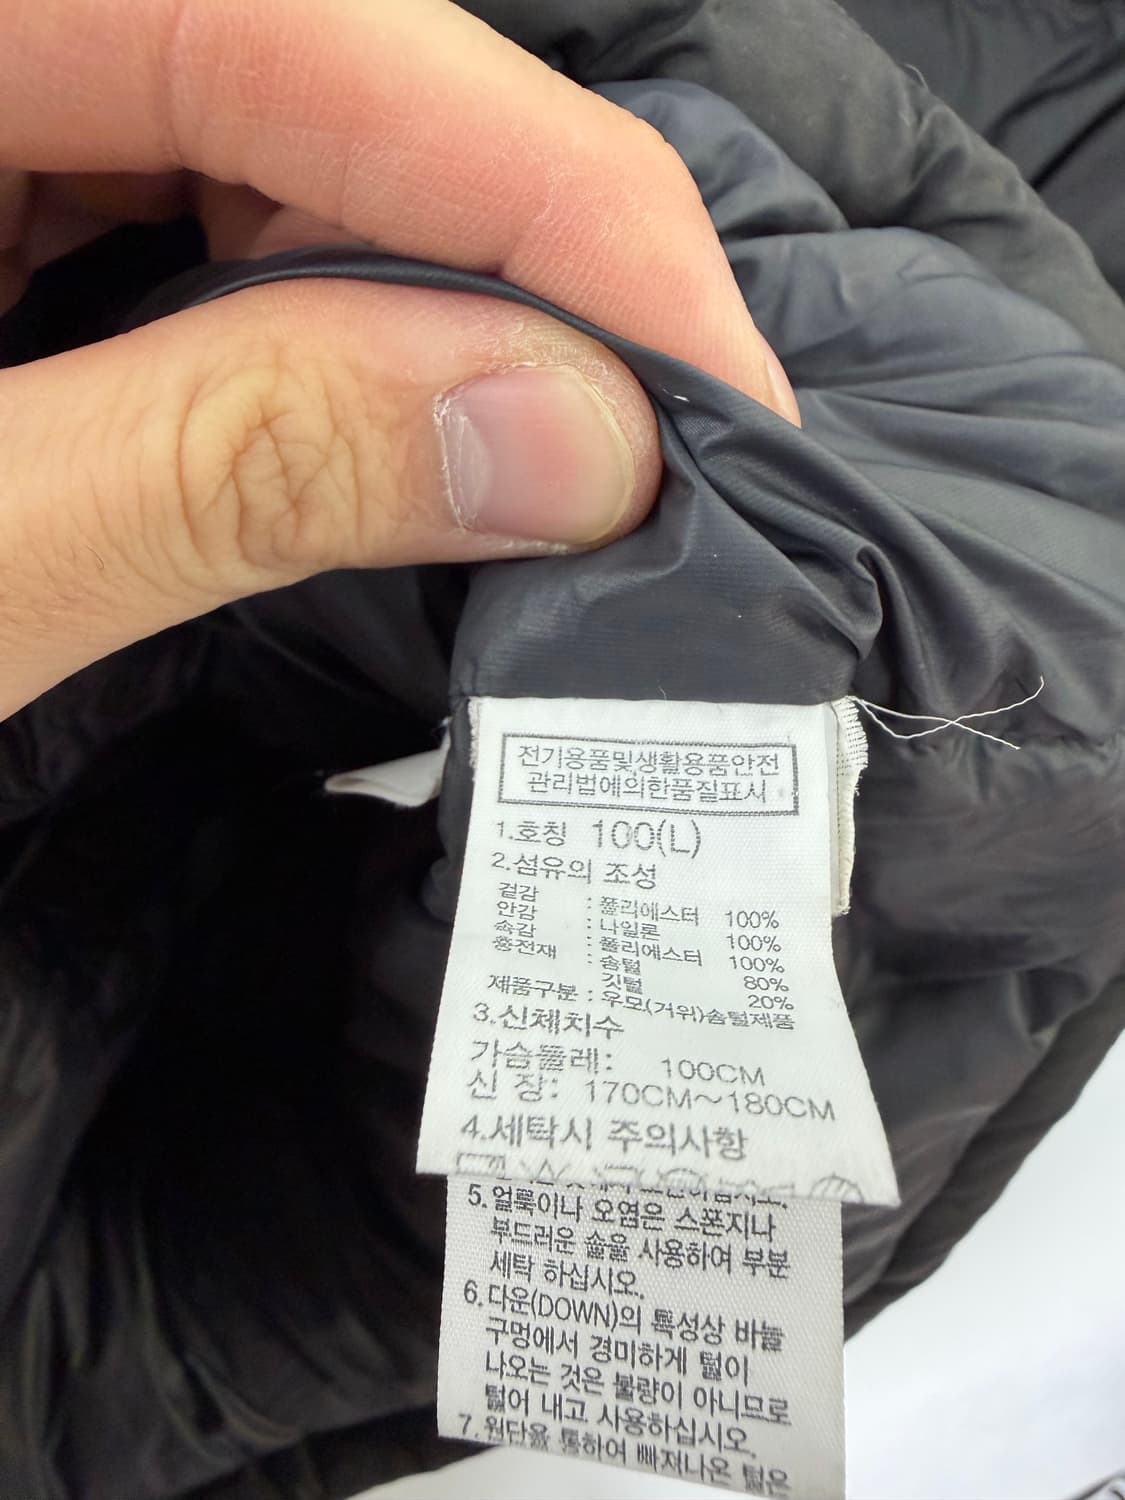 전기용품및생활용품안전
관리법에의한품질표시
1.호칭 100(L)
2.섬유의 조성
겉감 : 폴리에스터 100%
안감 : 나일론 100%
속감 : 폴리에스터 100%
충전재 : 솜털 80%
깃털 20%
제품구분 : 우모(거위)솜털제품
3.신체치수
가슴둘레: 100CM
신 장: 170CM~180CM
4.세탁시 주의사항
5.얼룩이나 오염은 스폰지나
부드러운 솔을 사용하여 부분
세탁 하십시오.
6.다운(DOWN)의 특성상 바늘
구멍에서 경미하게 털이
나오는 것은 불량이 아니므로
털어 내고 사용하십시오.
7.원단을 통하여 빠져나온 털은